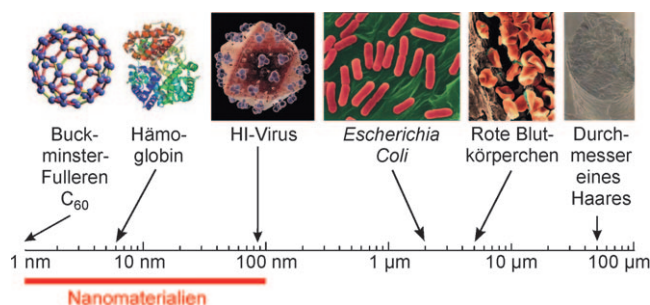 Buck-
minster-
Fulleren
C₆₀
Hämo-
globin
HI-Virus
Escherichia
Coli
Rote Blut-
körperchen
Durch-
messer
eines
Haares
1 nm
10 nm
100 nm
1 µm
10 µm
100 µm
Nanomaterialien